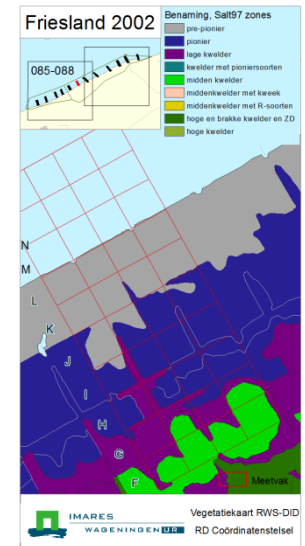 Friesland 2002
085-088
Benaming, Salt97 zones
pre-pionier
pionier
lage kwelder
kwelder met pioniersoorten
midden kwelder
middenkwelder met kweek
middenkwelder met R-soorten
hoge en brakke kwelder en ZD
hoge kwelder
N
M
L
K
J
I
H
G
F
Meetvak
IMARES
WAGENINGEN UR
Vegetatiekaart RWS-DID
RD Coördinatenstelsel